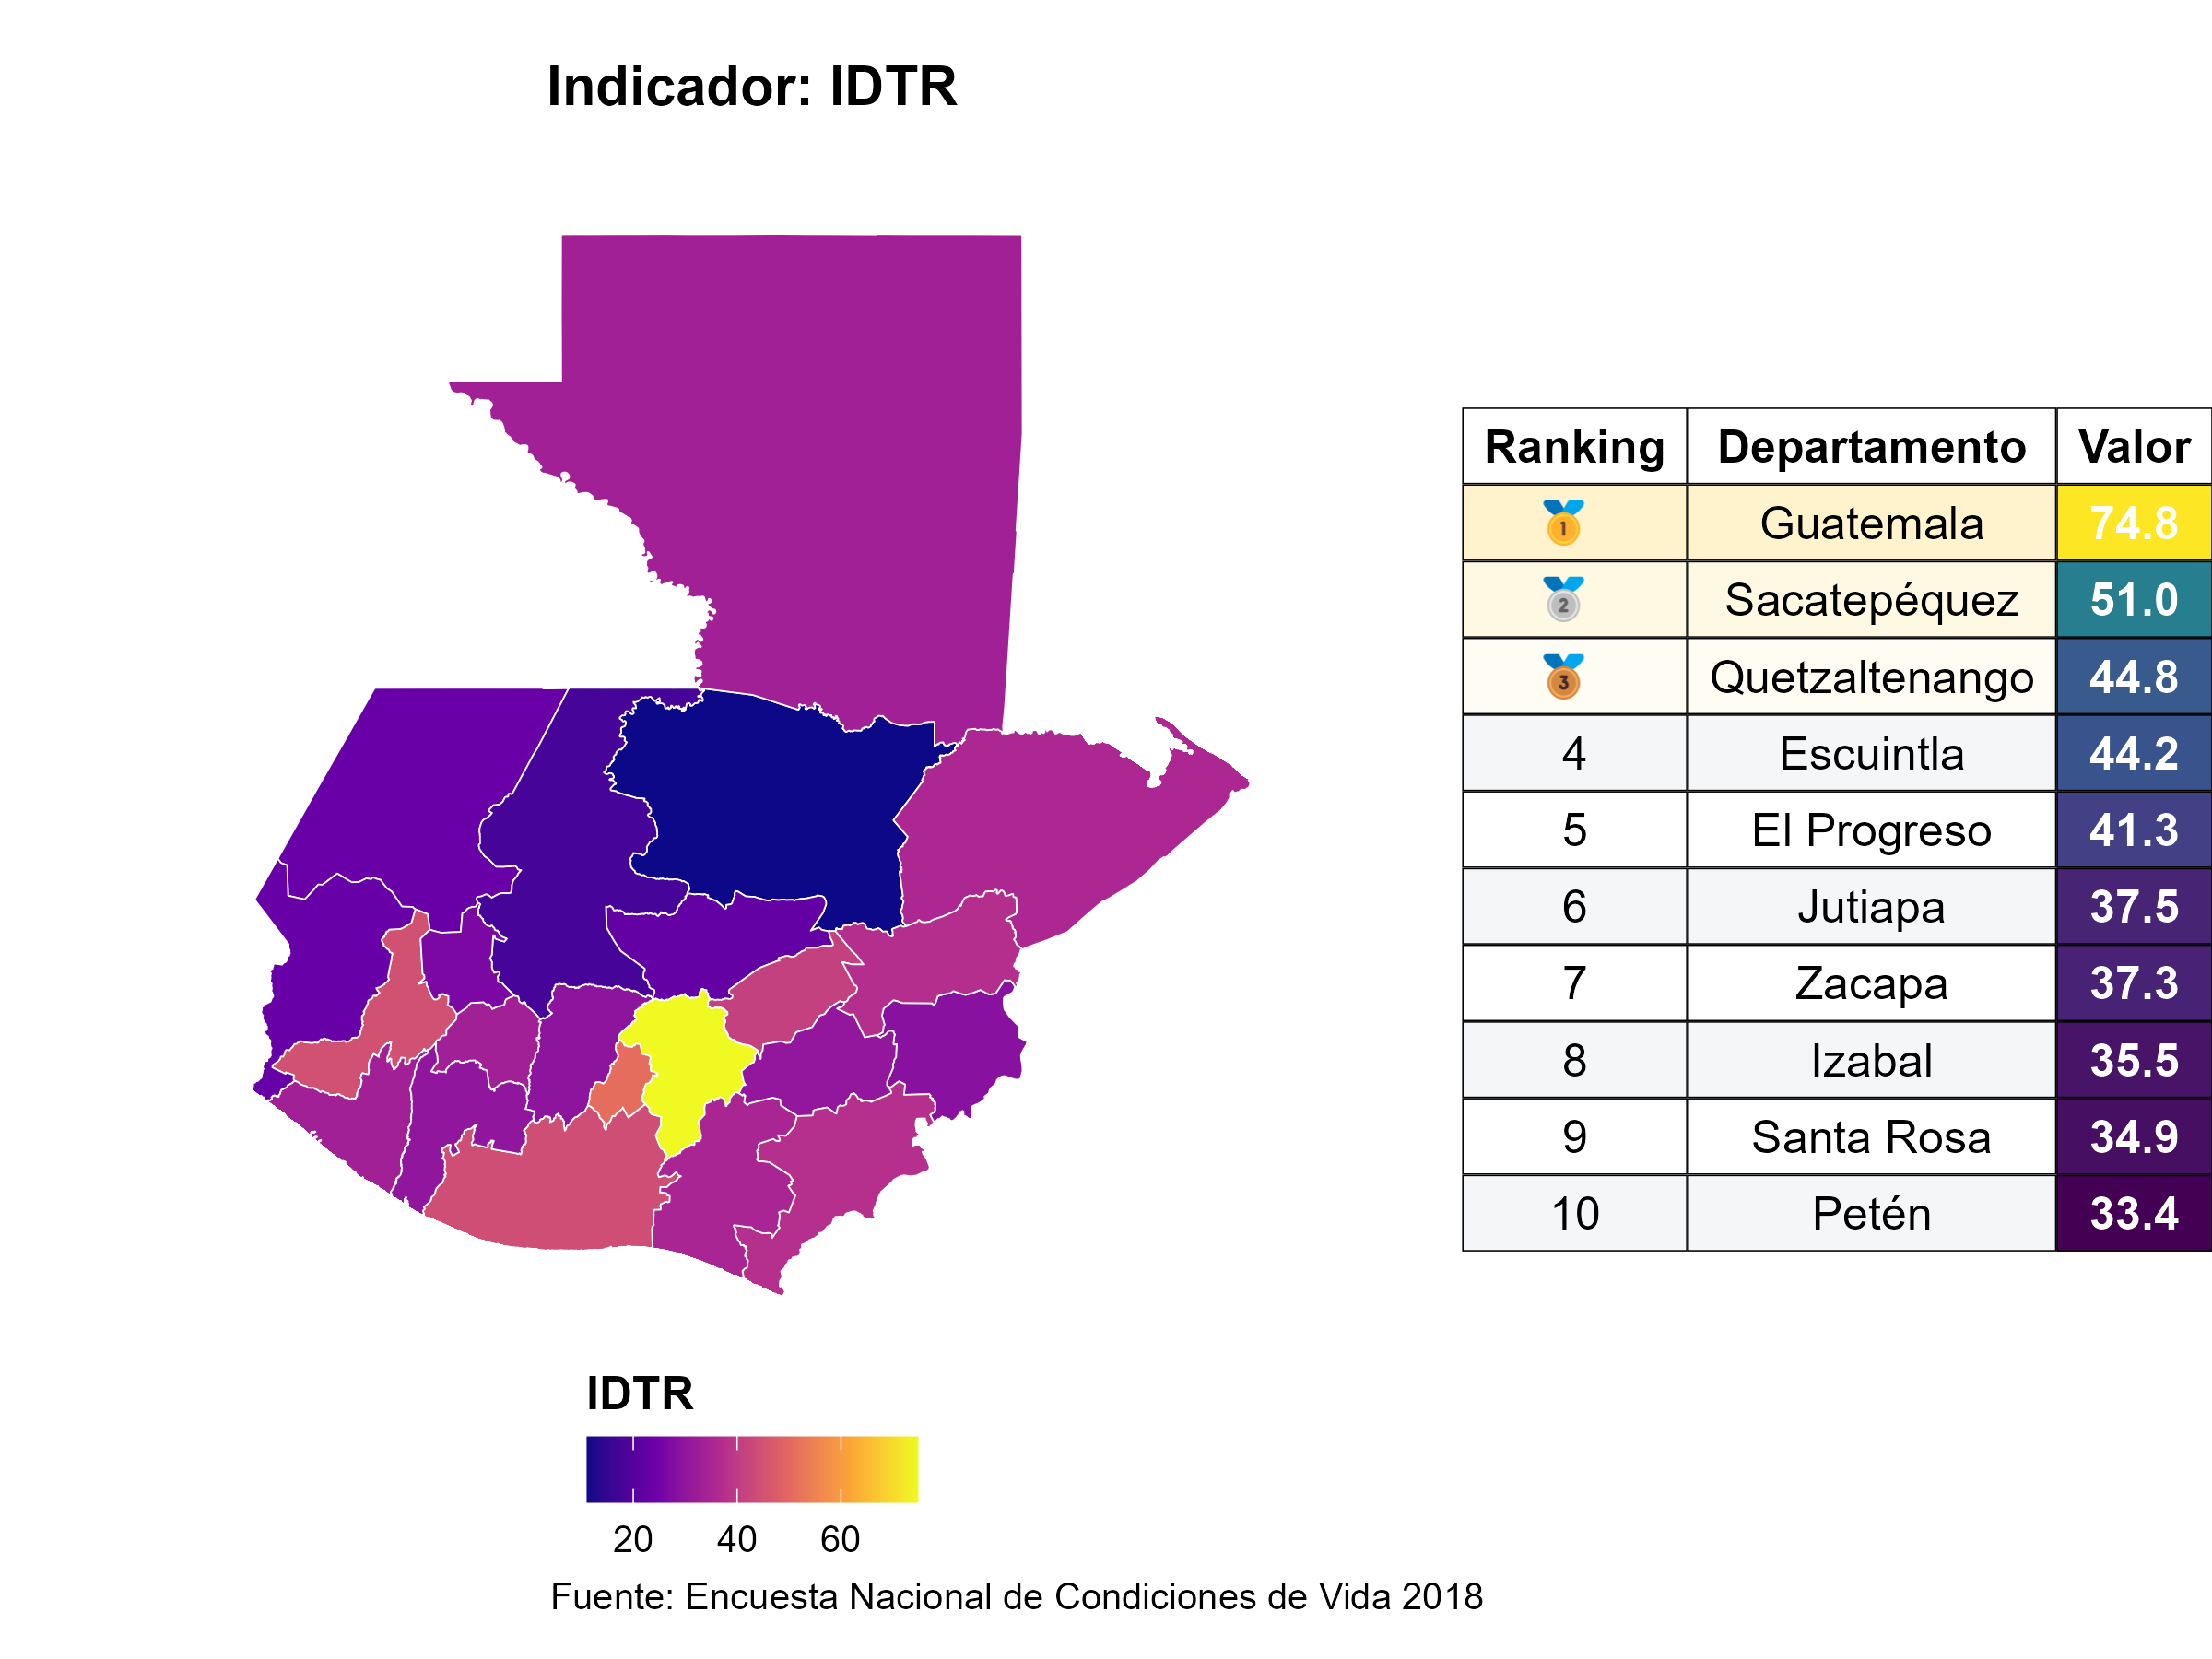 Indicador: IDTR
Ranking Departamento Valor
1 Guatemala 74.8
2 Sacatepéquez 51.0
3 Quetzaltenango 44.8
4 Escuintla 44.2
5 El Progreso 41.3
6 Jutiapa 37.5
7 Zacapa 37.3
8 Izabal 35.5
9 Santa Rosa 34.9
10 Petén 33.4
IDTR
20 40 60
Fuente: Encuesta Nacional de Condiciones de Vida 2018